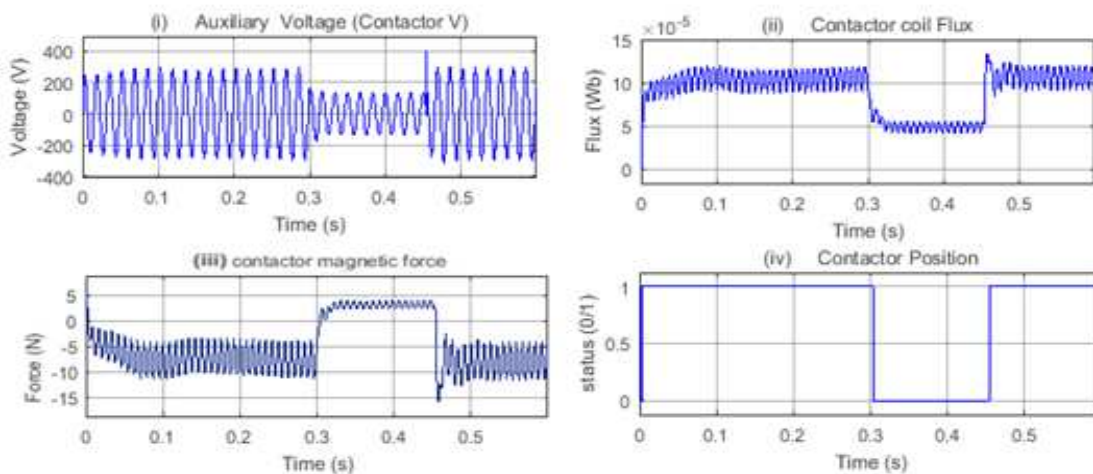 (i) Auxiliary Voltage (Contactor V)
400
200
0
-200
-400
Voltage (V)
0 0.1 0.2 0.3 0.4 0.5
Time (s)
(ii) Contactor coil Flux
×10-5
15
10
5
0
Flux (Wb)
0 0.1 0.2 0.3 0.4 0.5
Time (s)
(iii) contactor magnetic force
5
0
-5
-10
-15
Force (N)
0 0.1 0.2 0.3 0.4 0.5
Time (s)
(iv) Contactor Position
1
0.5
0
status (0/1)
0 0.1 0.2 0.3 0.4 0.5
Time (s)